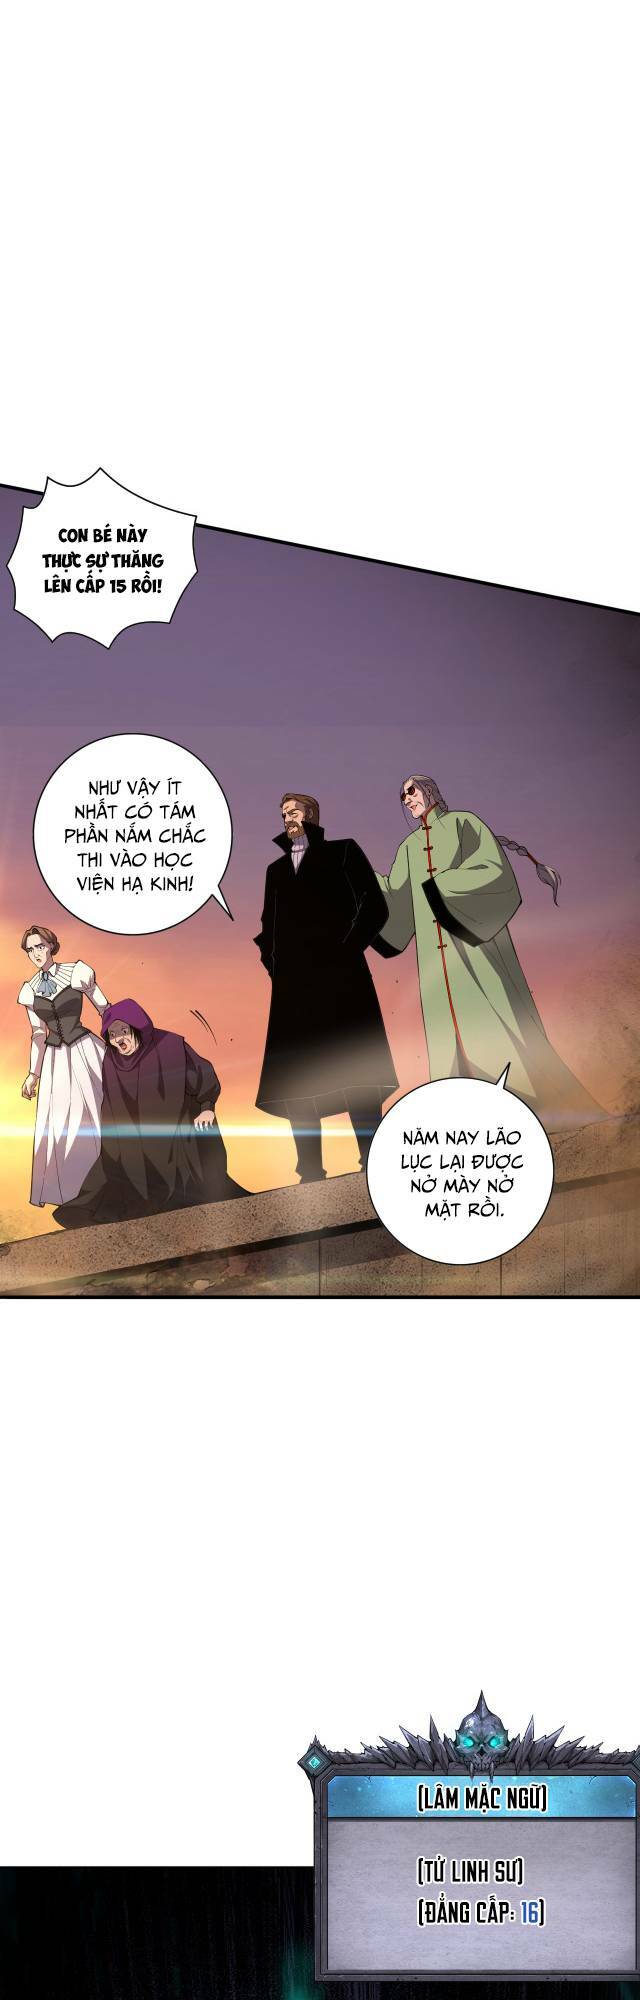 CON BÉ NÀY
THỰC SỰ THĂNG
LÊN CẤP 15 RỒI!
NHƯ VẬY ÍT
NHẤT CÓ TÁM
PHẦN NẮM CHẮC
THI VÀO HỌC
VIỆN HẠ KINH!
NĂM NAY LÃO
LỤC LẠI ĐƯỢC
NỞ MÀY NỞ
MẶT RỒI.
[LÂM MẶC NGỮ]
[TỬ LINH SƯ]
[ĐẲNG CẤP: 16]